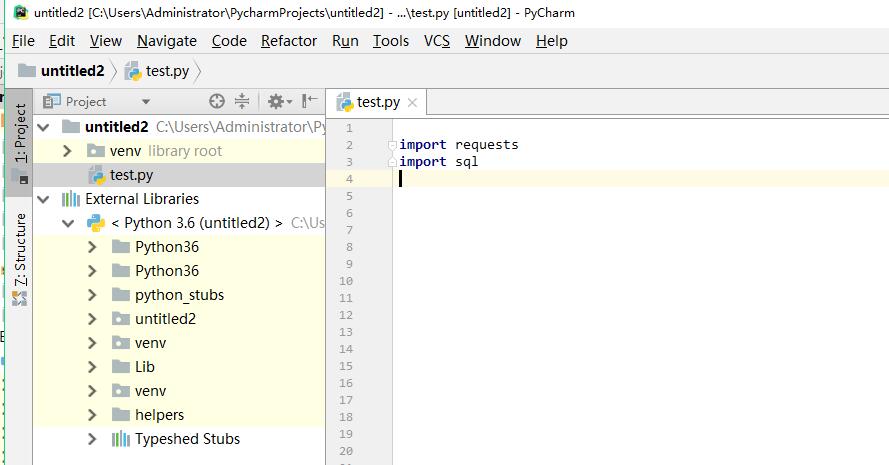 untitled2 [C:\Users\Administrator\PycharmProjects\untitled2] - ...\test.py [untitled2] - PyCharm
File Edit View Navigate Code Refactor Run Tools VCS Window Help
untitled2 test.py
1: Project
Project
untitled2 C:\Users\Administrator\Py
venv library root
test.py
External Libraries
< Python 3.6 (untitled2) > C:\Us
Python36
Python36
python_stubs
untitled2
venv
Lib
venv
helpers
Typeshed Stubs
7: Structure
test.py
1
2 import requests
3 import sql
4
5
6
7
8
9
10
11
12
13
14
15
16
17
18
19
20